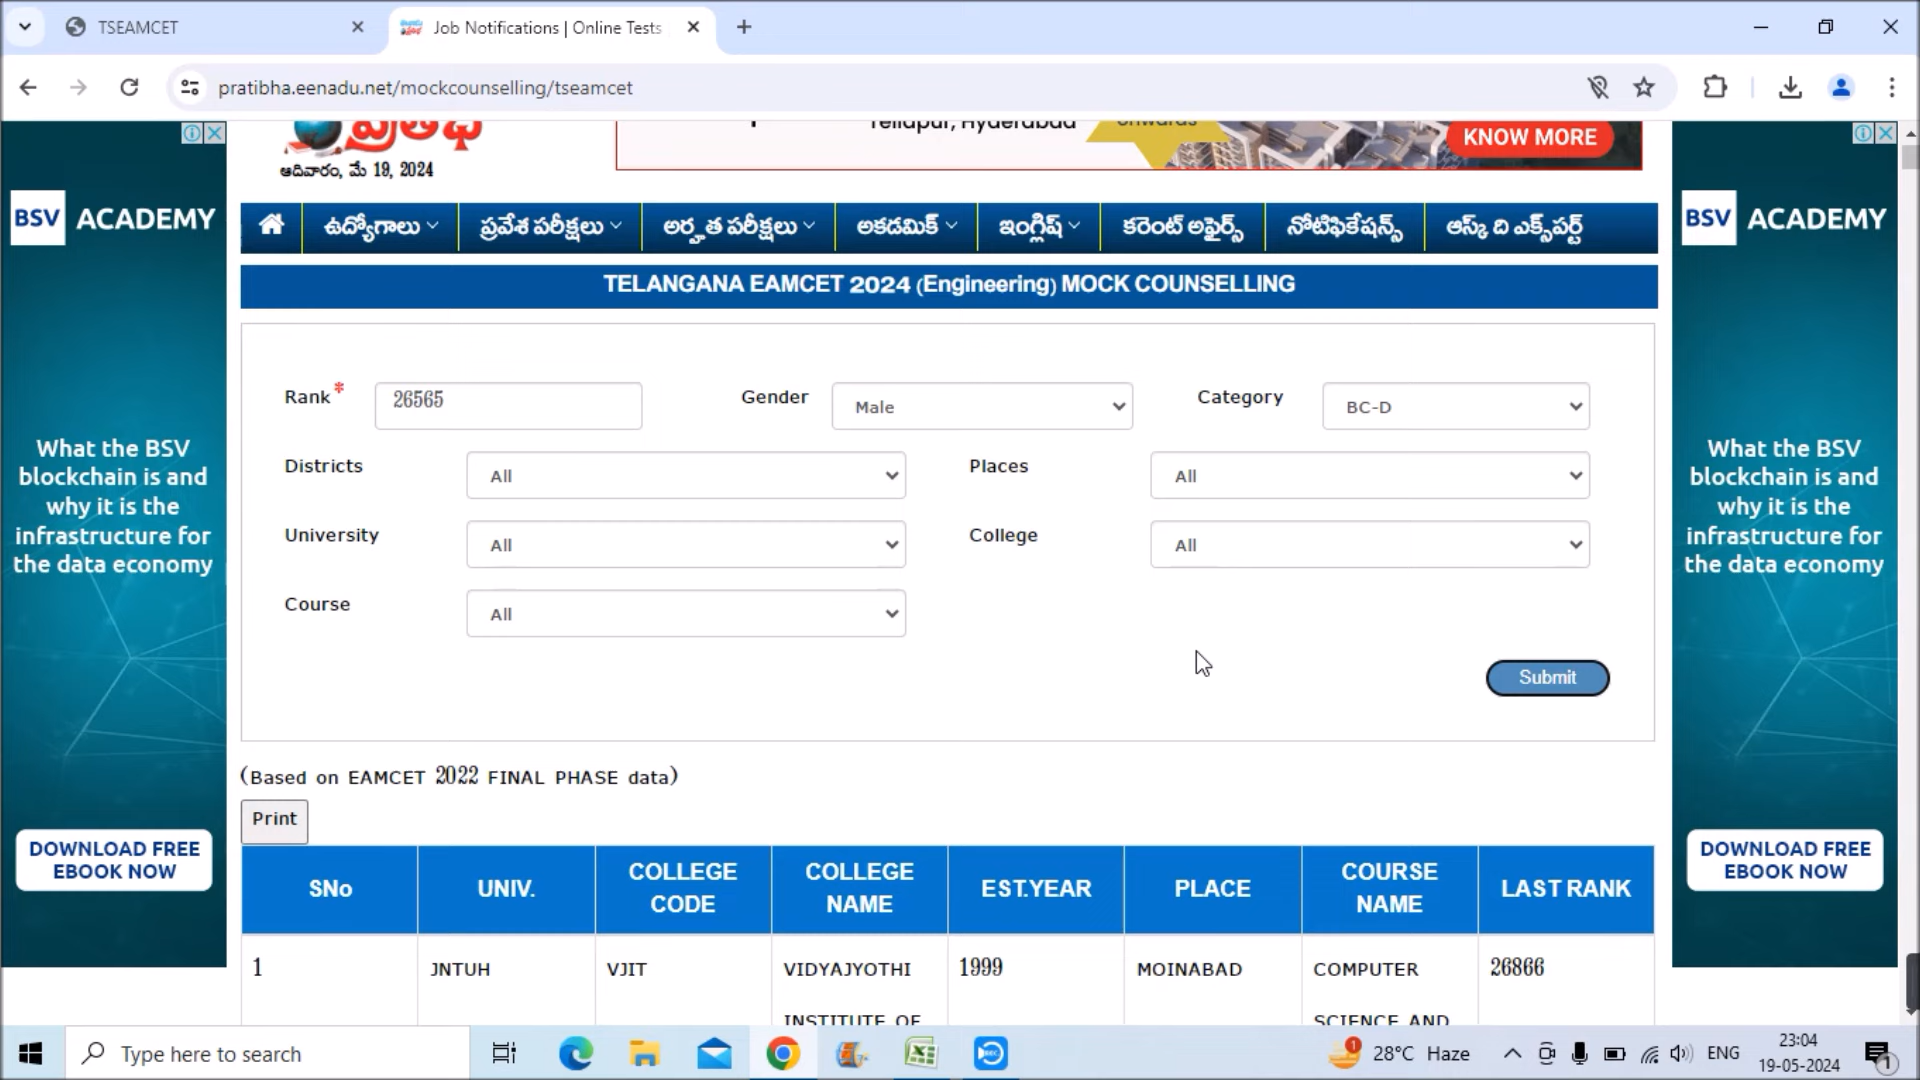 TSEAMCET
Job Notifications | Online Tests
pratibha.eenadu.net/mockcounselling/tseamcet
ఆదివారం, మే 19, 2024
Tellapur, Hyderabad
onwards
KNOW MORE
BSV ACADEMY
What the BSV
blockchain is and
why it is the
infrastructure for
the data economy
DOWNLOAD FREE
EBOOK NOW
ఉద్యోగాలు
ప్రవేశ పరీక్షలు
అర్హత పరీక్షలు
అకడమిక్
ఇంగ్లీష్
కరెంట్ అఫైర్స్
నోటిఫికేషన్స్
ఆస్క్ ది ఎక్స్‌పర్ట్
TELANGANA EAMCET 2024 (Engineering) MOCK COUNSELLING
Rank* 26565 Gender Male Category BC-D
Districts All Places All
University All College All
Course All
Submit
(Based on EAMCET 2022 FINAL PHASE data)
Print
SNo UNIV. COLLEGE CODE COLLEGE NAME EST.YEAR PLACE COURSE NAME LAST RANK
1 JNTUH VJIT VIDYAJYOTHI 1999 MOINABAD COMPUTER 26866
INSTITUTE OF SCIENCE AND
BSV ACADEMY
What the BSV
blockchain is and
why it is the
infrastructure for
the data economy
DOWNLOAD FREE
EBOOK NOW
Type here to search
1
28°C Haze
ENG
23:04
19-05-2024
1